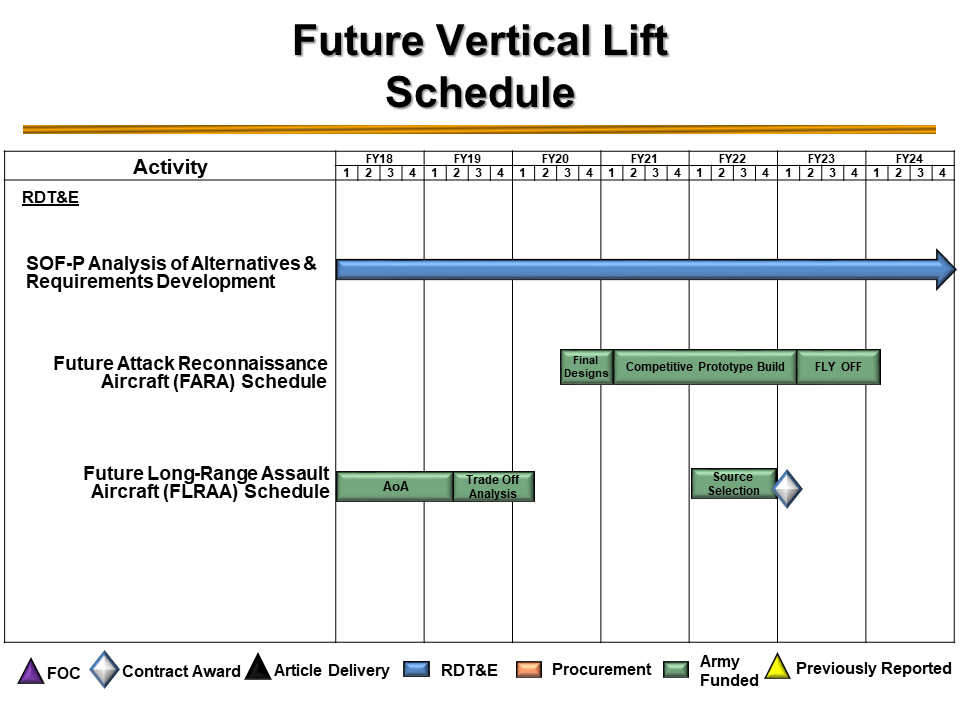 Future Vertical Lift
Schedule
Activity
FY18 FY19 FY20 FY21 FY22 FY23 FY24
1 2 3 4 1 2 3 4 1 2 3 4 1 2 3 4 1 2 3 4 1 2 3 4 1 2 3 4
RDT&E
SOF-P Analysis of Alternatives &
Requirements Development
Future Attack Reconnaissance
Aircraft (FARA) Schedule
Final
Designs
Competitive Prototype Build
FLY OFF
Future Long-Range Assault
Aircraft (FLRAA) Schedule
AoA
Trade Off
Analysis
Source
Selection
FOC
Contract Award
Article Delivery
RDT&E
Procurement
Army
Funded
Previously Reported